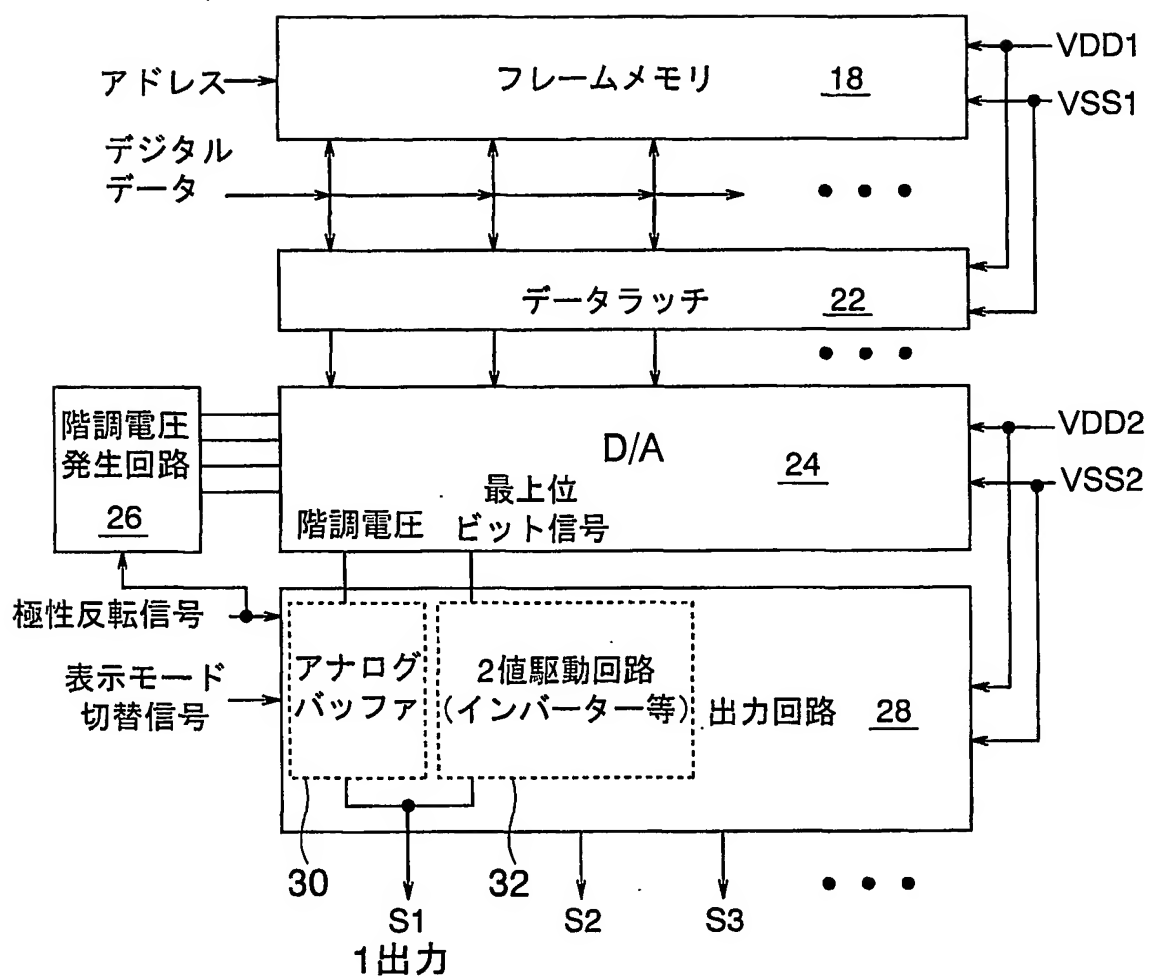 アドレス
フレームメモリ 18
VDD1
VSS1
デジタル
データ
データラッチ 22
階調電圧
発生回路
26
D/A
24
階調電圧
最上位
ビット信号
VDD2
VSS2
極性反転信号
表示モード
切替信号
アナログ
バッファ
2値駆動回路
(インバーター等)
出力回路 28
30
32
S1
S2
S3
1出力